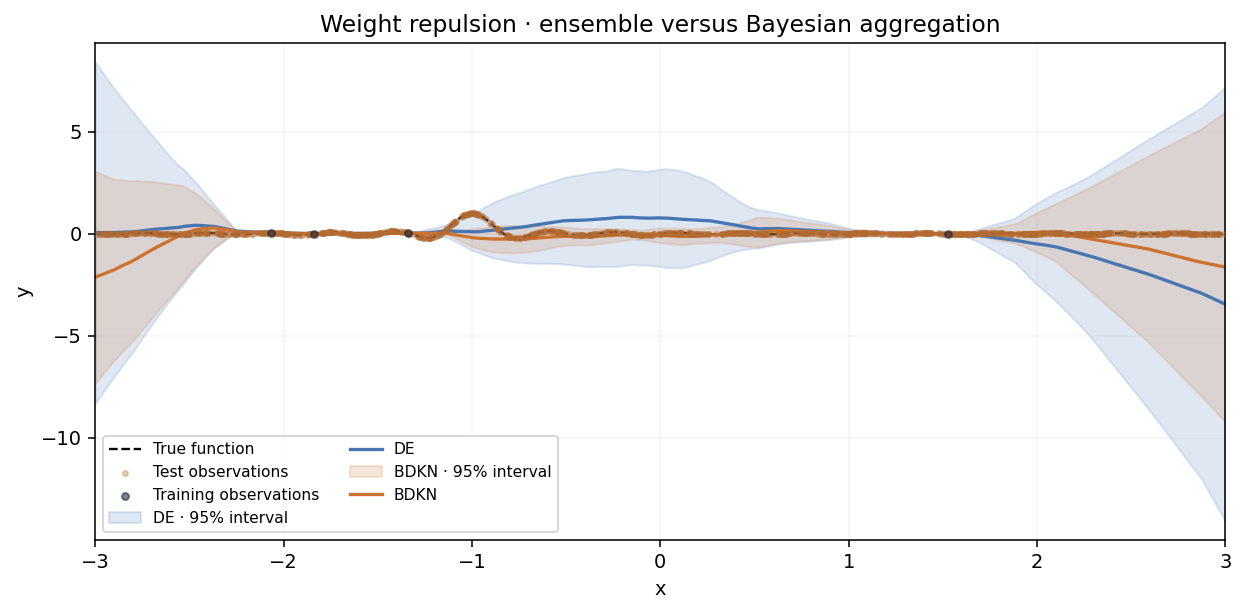 Weight repulsion · ensemble versus Bayesian aggregation
y
5
0
−5
−10
True function
Test observations
Training observations
DE · 95% interval
DE
BDKN · 95% interval
BDKN
−3
−2
−1
0
1
2
3
x